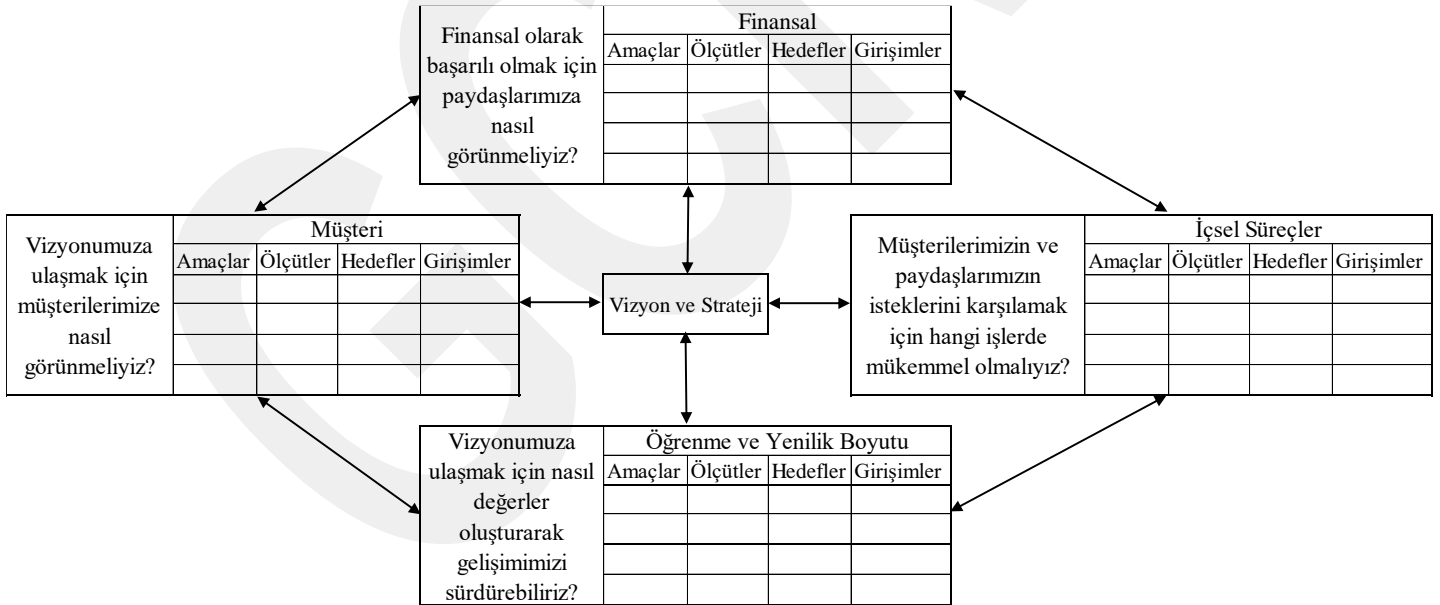 Finansal olarak
başarılı olmak için
paydaşlarımıza
nasıl
görünmeliyiz?
Finansal
Amaçlar Ölçütler Hedefler Girişimler
Vizyonumuza
ulaşmak için
müşterilerimize
nasıl
görünmeliyiz?
Müşteri
Amaçlar Ölçütler Hedefler Girişimler
Vizyon ve Strateji
Müşterilerimizin ve
paydaşlarımızın
isteklerini karşılamak
için hangi işlerde
mükemmel olmalıyız?
İçsel Süreçler
Amaçlar Ölçütler Hedefler Girişimler
Vizyonumuza
ulaşmak için nasıl
değerler
oluşturarak
gelişimimizi
sürdürebiliriz?
Öğrenme ve Yenilik Boyutu
Amaçlar Ölçütler Hedefler Girişimler